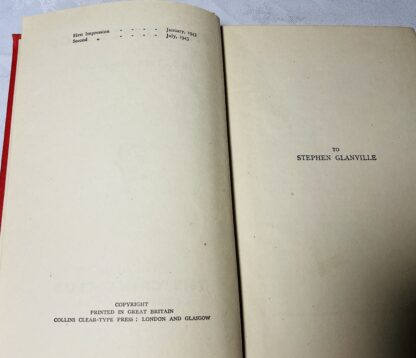 First Impression - - - - January, 1943
Second „ - - - - July, 1943
COPYRIGHT
PRINTED IN GREAT BRITAIN
COLLINS CLEAR-TYPE PRESS : LONDON AND GLASGOW
TO
STEPHEN GLANVILLE